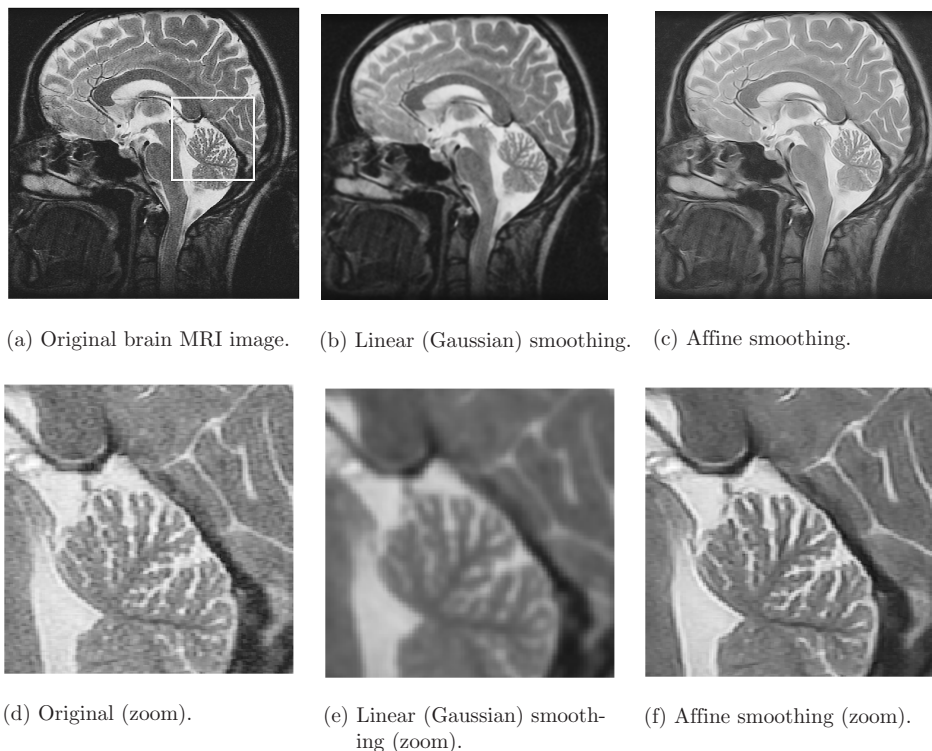 (a) Original brain MRI image.
(b) Linear (Gaussian) smoothing.
(c) Affine smoothing.
(d) Original (zoom).
(e) Linear (Gaussian) smooth-
ing (zoom).
(f) Affine smoothing (zoom).